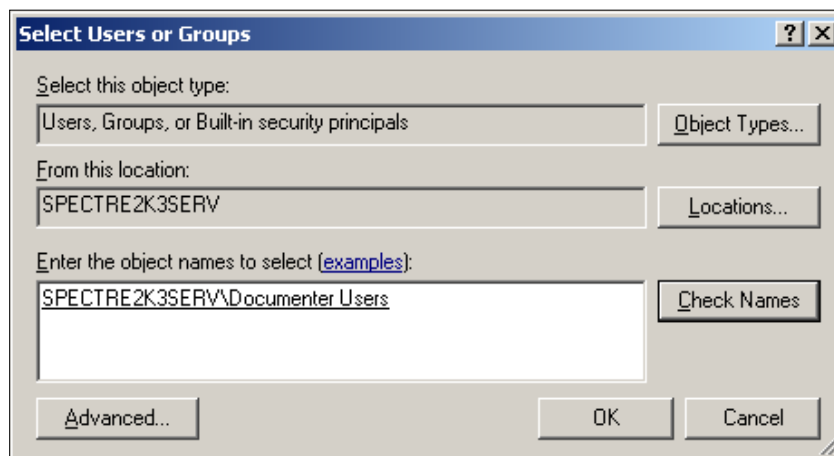 Select Users or Groups
Select this object type:
Users, Groups, or Built-in security principals
Object Types...
From this location:
SPECTRE2K3SERV
Locations...
Enter the object names to select (examples):
SPECTRE2K3SERV\Documenter Users
Check Names
Advanced...
OK
Cancel